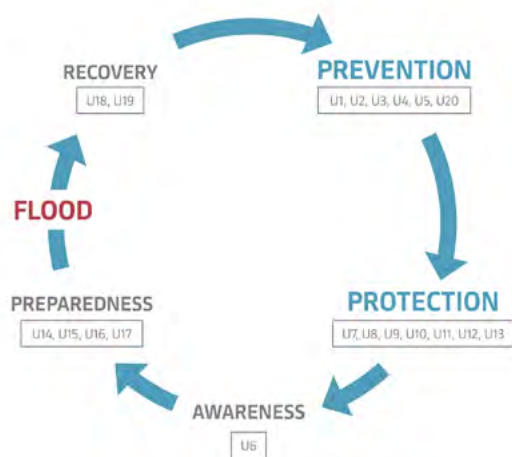 RECOVERY
U18, U19
PREVENTION
U1, U2, U3, U4, U5, U20
FLOOD
PREPAREDNESS
U14, U15, U16, U17
PROTECTION
U7, U8, U9, U10, U11, U12, U13
AWARENESS
U6